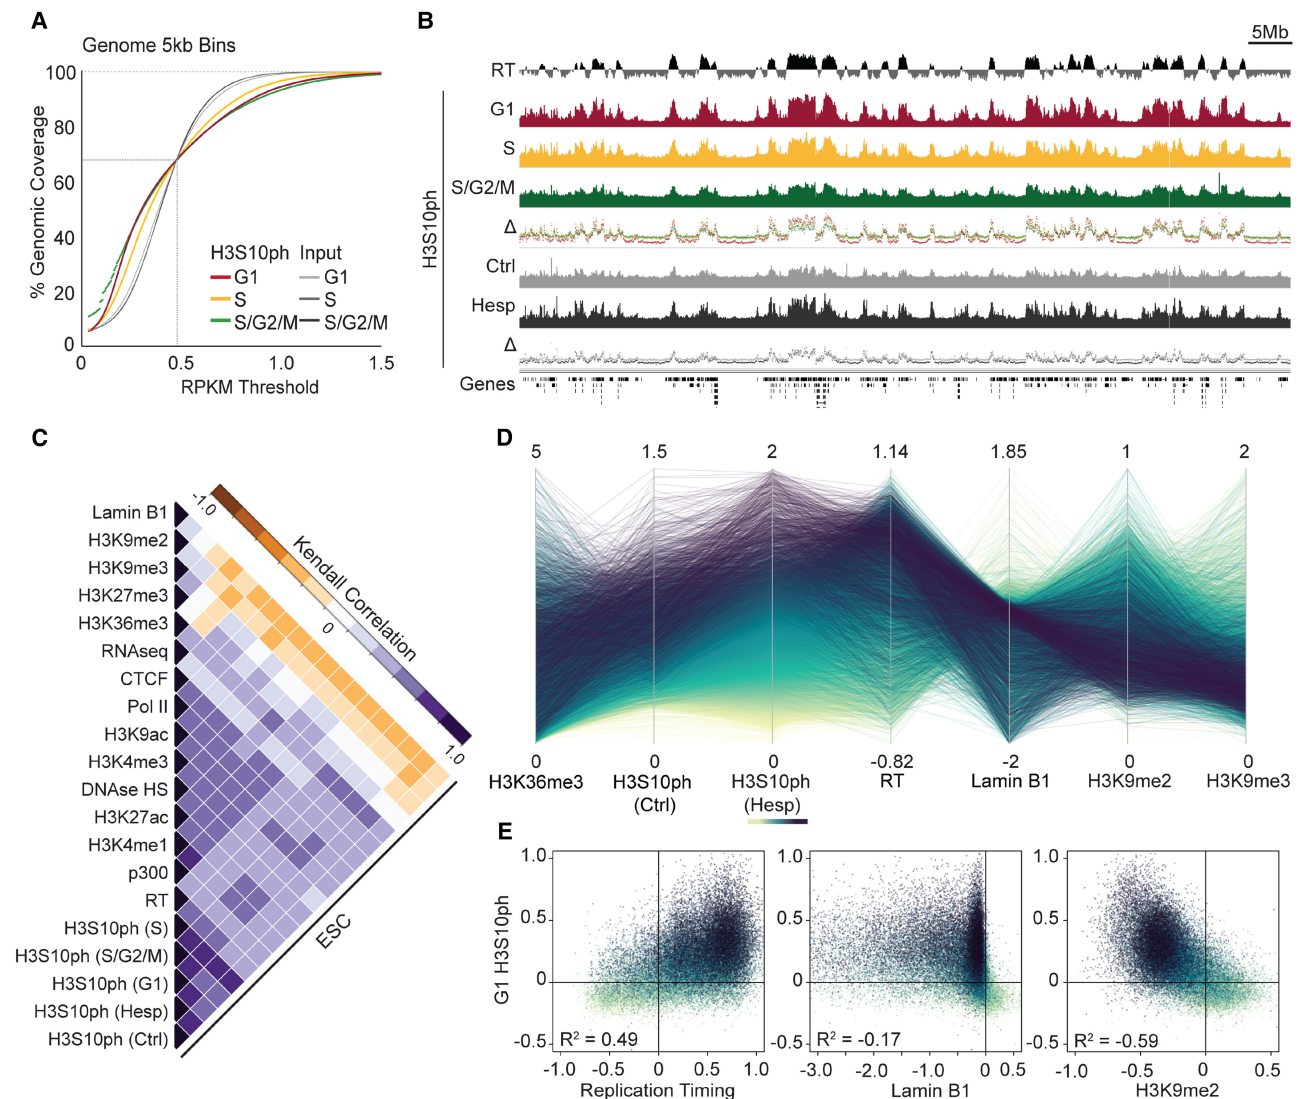 A
Genome 5kb Bins
% Genomic Coverage
100
80
60
40
20
0
0 0.5 1.0 1.5
RPKM Threshold
H3S10ph Input
G1 G1
S S
S/G2/M S/G2/M
B
5Mb
H3S10ph
RT
G1
S
S/G2/M
Δ
Ctrl
Hesp
Δ
Genes
C
Lamin B1
H3K9me2
H3K9me3
H3K27me3
H3K36me3
RNAseq
CTCF
Pol II
H3K9ac
H3K4me3
DNAse HS
H3K27ac
H3K4me1
p300
RT
H3S10ph (S)
H3S10ph (S/G2/M)
H3S10ph (G1)
H3S10ph (Hesp)
H3S10ph (Ctrl)
-1.0
0
1.0
Kendall Correlation
ESC
D
5 1.5 2 1.14 1.85 1 2
0 0 0 -0.82 -2 0 0
H3K36me3 H3S10ph (Ctrl) H3S10ph (Hesp) RT Lamin B1 H3K9me2 H3K9me3
E
G1 H3S10ph
1.0
0.5
0
-0.5
R² = 0.49
-1.0 -0.5 0 0.5 1.0
Replication Timing
1.0
0.5
0
-0.5
R² = -0.17
-3.0 -2.0 -1.0 0 0.5
Lamin B1
1.0
0.5
0
-0.5
R² = -0.59
-1.0 -0.5 0 0.5
H3K9me2